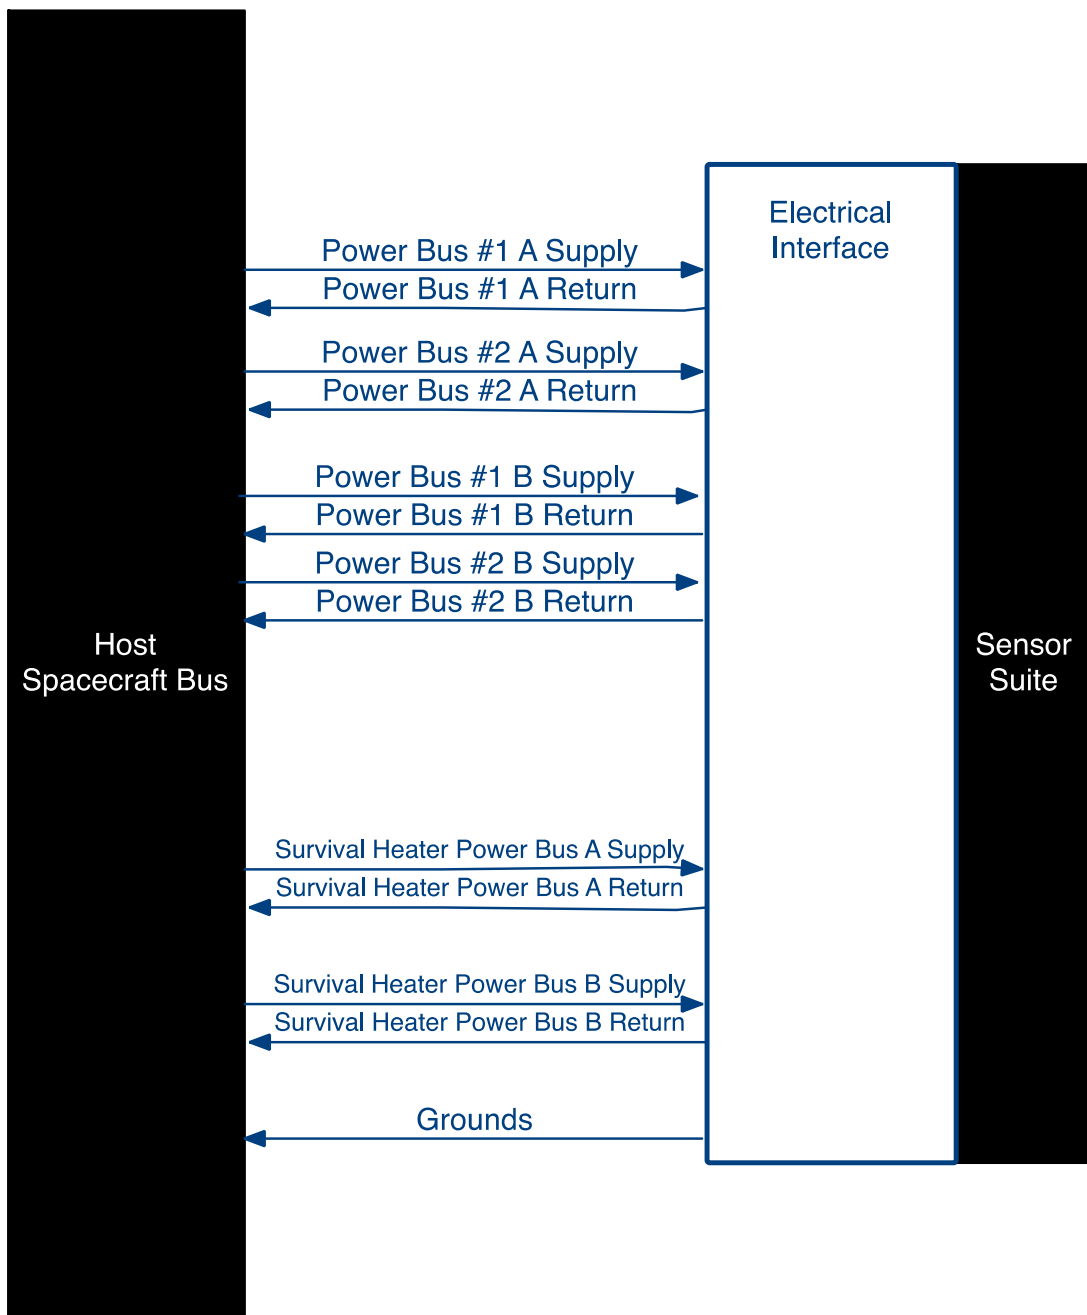 Electrical
Interface
Power Bus #1 A Supply
Power Bus #1 A Return
Power Bus #2 A Supply
Power Bus #2 A Return
Power Bus #1 B Supply
Power Bus #1 B Return
Power Bus #2 B Supply
Power Bus #2 B Return
Host
Spacecraft Bus
Sensor
Suite
Survival Heater Power Bus A Supply
Survival Heater Power Bus A Return
Survival Heater Power Bus B Supply
Survival Heater Power Bus B Return
Grounds